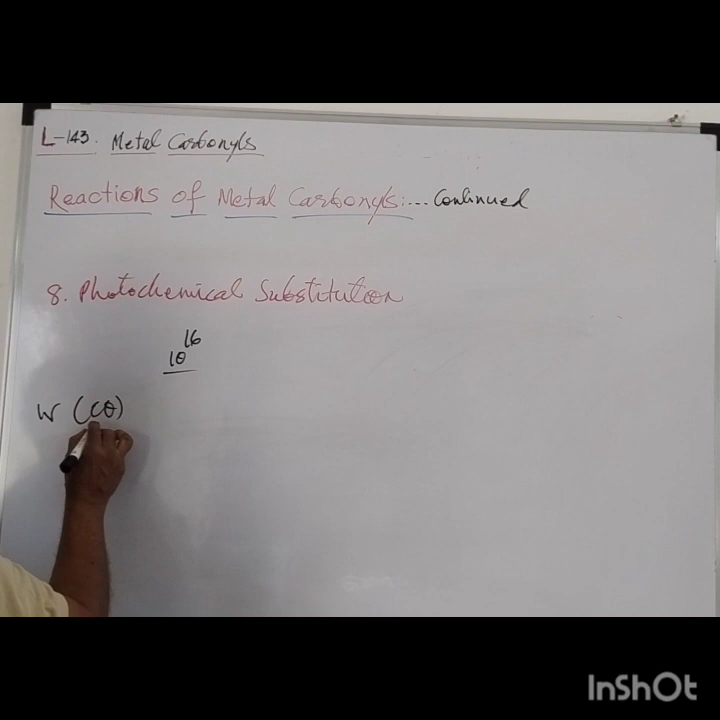 L-143. Metal Carbonyls
Reactions of Metal Carbonyls:... Continued
8. Photochemical Substitution
10^16
W (CO)
InShOt